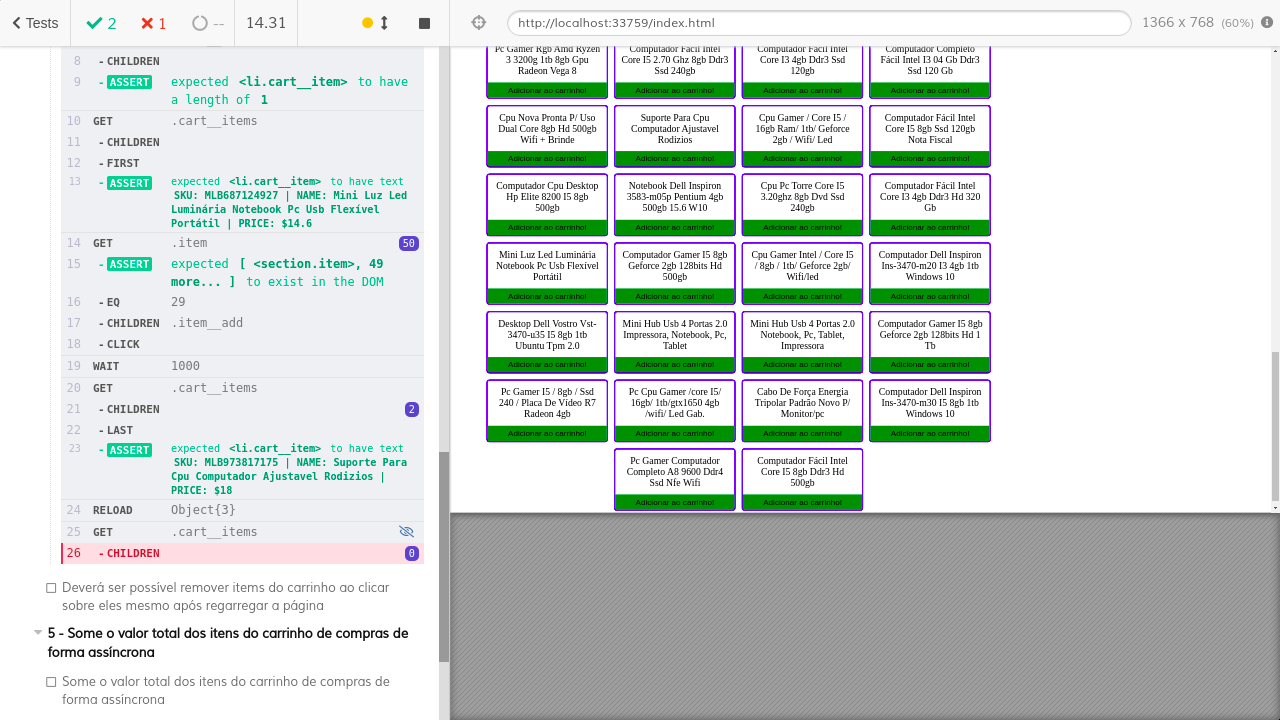 Tests
2
1
--
14.31
http://localhost:33759/index.html
1366 x 768 (60%)
8 -CHILDREN
9 -ASSERT expected <li.cart__item> to have
a length of 1
10 GET .cart__items
11 -CHILDREN
12 -FIRST
13 -ASSERT expected <li.cart__item> to have text
SKU: MLB687124927 | NAME: Mini Luz Led
Luminária Notebook Pc Usb Flexível
Portátil | PRICE: $14.6
14 GET .item 50
15 -ASSERT expected [ <section.item>, 49
more... ] to exist in the DOM
16 -EQ 29
17 -CHILDREN .item__add
18 -CLICK
19 WAIT 1000
20 GET .cart__items
21 -CHILDREN 2
22 -LAST
23 -ASSERT expected <li.cart__item> to have text
SKU: MLB973817175 | NAME: Suporte Para
Cpu Computador Ajustavel Rodizios |
PRICE: $18
24 RELOAD Object{3}
25 GET .cart__items
26 -CHILDREN 0
Deverá ser possível remover items do carrinho ao clicar
sobre eles mesmo após regarregar a página
5 - Some o valor total dos itens do carrinho de compras de
forma assíncrona
Some o valor total dos itens do carrinho de compras de
forma assíncrona
Pc Gamer Rgb Amd Ryzen
3 3200g 1tb 8gb Gpu
Radeon Vega 8
Adicionar ao carrinho!
Computador Fácil Intel
Core I5 2.70 Ghz 8gb Ddr3
Ssd 240gb
Adicionar ao carrinho!
Computador Fácil Intel
Core I3 4gb Ddr3 Ssd
120gb
Adicionar ao carrinho!
Computador Completo
Fácil Intel I3 04 Gb Ddr3
Ssd 120 Gb
Adicionar ao carrinho!
Cpu Nova Pronta P/ Uso
Dual Core 8gb Hd 500gb
Wifi + Brinde
Adicionar ao carrinho!
Suporte Para Cpu
Computador Ajustavel
Rodizios
Adicionar ao carrinho!
Cpu Gamer / Core I5 /
16gb Ram/ 1tb/ Geforce
2gb / Wifi/ Led
Adicionar ao carrinho!
Computador Fácil Intel
Core I5 8gb Ssd 120gb
Nota Fiscal
Adicionar ao carrinho!
Computador Cpu Desktop
Hp Elite 8200 I5 8gb
500gb
Adicionar ao carrinho!
Notebook Dell Inspiron
3583-m05p Pentium 4gb
500gb 15.6 W10
Adicionar ao carrinho!
Cpu Pc Torre Core I5
3.20ghz 8gb Dvd Ssd
240gb
Adicionar ao carrinho!
Computador Fácil Intel
Core I3 4gb Ddr3 Hd 320
Gb
Adicionar ao carrinho!
Mini Luz Led Luminária
Notebook Pc Usb Flexível
Portátil
Adicionar ao carrinho!
Computador Gamer I5 8gb
Geforce 2gb 128bits Hd
500gb
Adicionar ao carrinho!
Cpu Gamer Intel / Core I5
/ 8gb / 1tb/ Geforce 2gb/
Wifi/led
Adicionar ao carrinho!
Computador Dell Inspiron
Ins-3470-m20 I3 4gb 1tb
Windows 10
Adicionar ao carrinho!
Desktop Dell Vostro Vst-
3470-u35 I5 8gb 1tb
Ubuntu Tpm 2.0
Adicionar ao carrinho!
Mini Hub Usb 4 Portas 2.0
Impressora, Notebook, Pc,
Tablet
Adicionar ao carrinho!
Mini Hub Usb 4 Portas 2.0
Notebook, Pc, Tablet,
Impressora
Adicionar ao carrinho!
Computador Gamer I5 8gb
Geforce 2gb 128bits Hd 1
Tb
Adicionar ao carrinho!
Pc Gamer I5 / 8gb / Ssd
240 / Placa De Vídeo R7
Radeon 4gb
Adicionar ao carrinho!
Pc Cpu Gamer /core I5/
16gb/ 1tb/gtx1650 4gb
/wifi/ Led Gab.
Adicionar ao carrinho!
Cabo De Força Energia
Tripolar Padrão Novo P/
Monitor/pc
Adicionar ao carrinho!
Computador Dell Inspiron
Ins-3470-m30 I5 8gb 1tb
Windows 10
Adicionar ao carrinho!
Pc Gamer Computador
Completo A8 9600 Ddr4
Ssd Nfe Wifi
Adicionar ao carrinho!
Computador Fácil Intel
Core I5 8gb Ddr3 Hd
500gb
Adicionar ao carrinho!